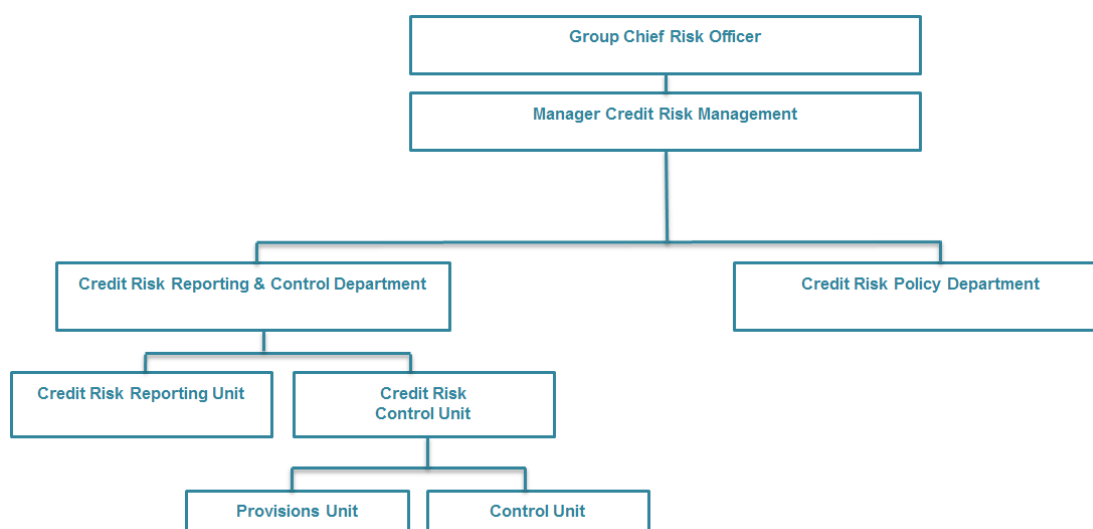 Group Chief Risk Officer
Manager Credit Risk Management
Credit Risk Reporting & Control Department
Credit Risk Policy Department
Credit Risk Reporting Unit
Credit Risk
Control Unit
Provisions Unit
Control Unit